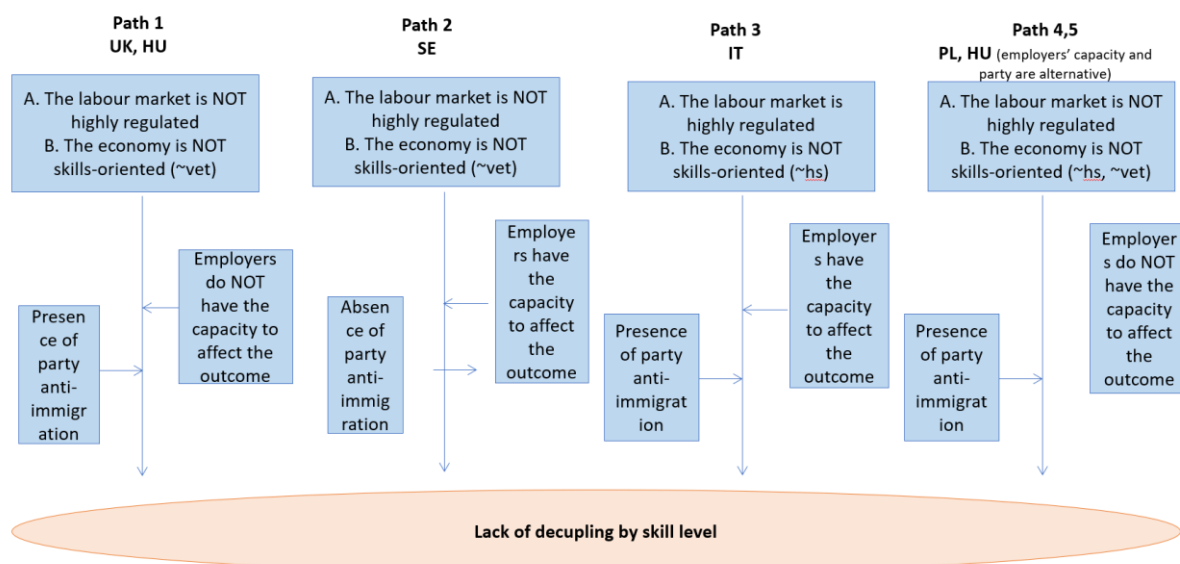 Path 1
UK, HU
A. The labour market is NOT
highly regulated
B. The economy is NOT
skills-oriented (~vet)
Employers
do NOT
have the
capacity to
affect the
outcome
Presen
ce of
party
anti-
immigr
ation
Path 2
SE
A. The labour market is NOT
highly regulated
B. The economy is NOT
skills-oriented (~vet)
Employe
rs have
the
capacity
to affect
the
outcome
Absen
ce of
party
anti-
immig
ration
Path 3
IT
A. The labour market is
highly regulated
B. The economy is NOT
skills-oriented (~hs)
Employer
s have
the
capacity
to affect
the
outcome
Presence
of party
anti-
immigrat
ion
Path 4,5
PL, HU (employers' capacity and
party are alternative)
A. The labour market is NOT
highly regulated
B. The economy is NOT
skills-oriented (~hs, ~vet)
Employer
s do NOT
have the
capacity
to affect
the
outcome
Presence
of party
anti-
immigrat
ion
Lack of decupling by skill level